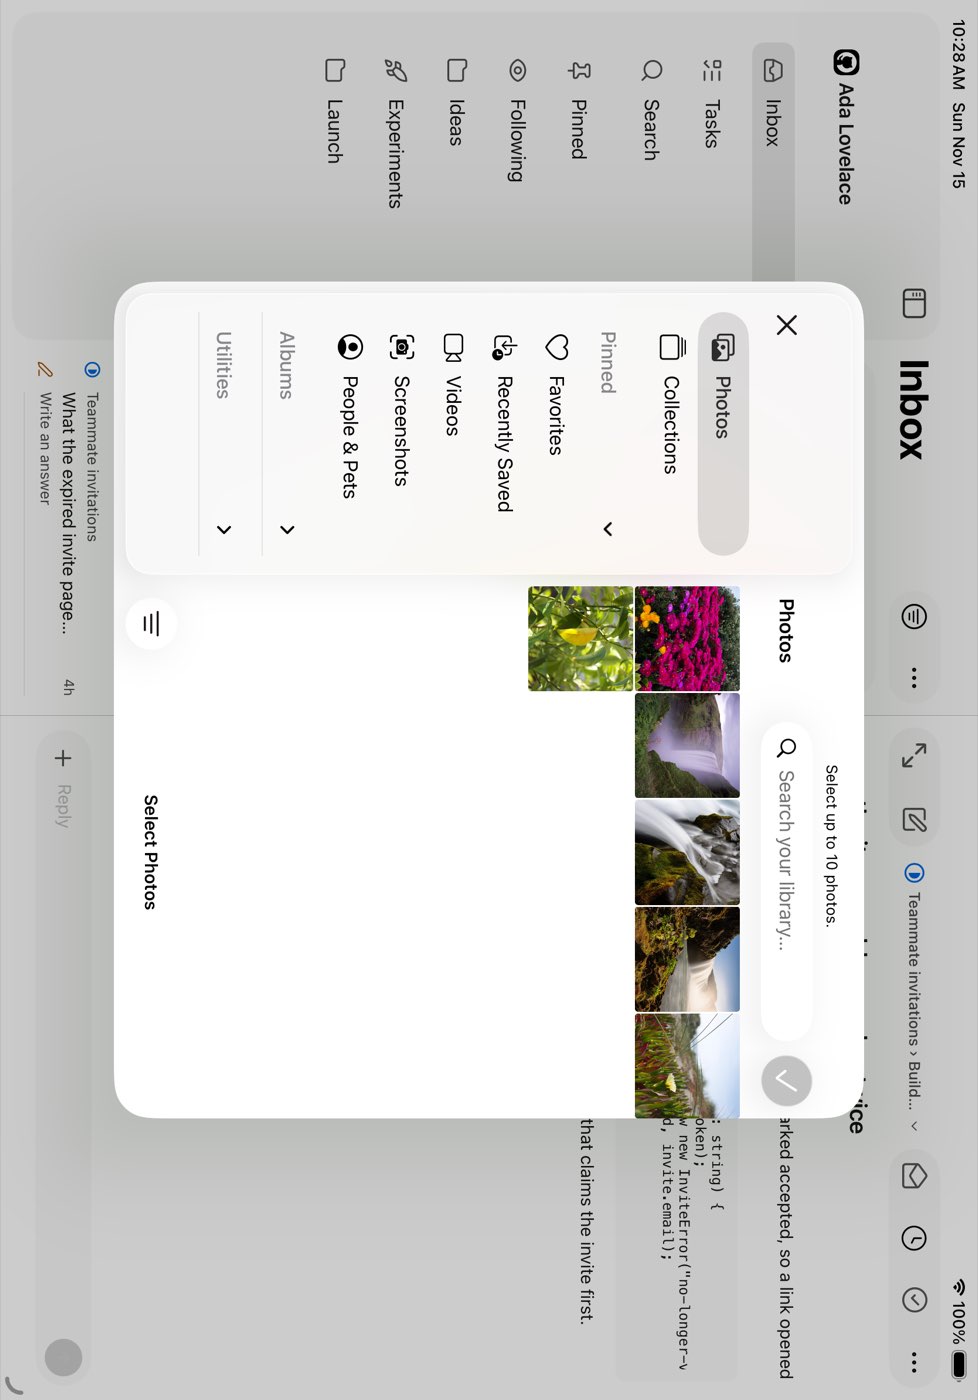 10:28 AM Sun Nov 15
100%
Inbox
Teammate invitations › Build...
Ada Lovelace
Inbox
Tasks
Search
Pinned
Following
Ideas
Experiments
Launch
Select up to 10 photos.
Photos
Search your library...
Photos
Collections
Pinned
Favorites
Recently Saved
Videos
Screenshots
People & Pets
Albums
Utilities
Select Photos
arked accepted, so a link opened
: string) {
oken);
w new InviteError("no-longer-v
d, invite.email);
that claims the invite first.
Teammate invitations
What the expired invite page...
4h
Write an answer
Reply